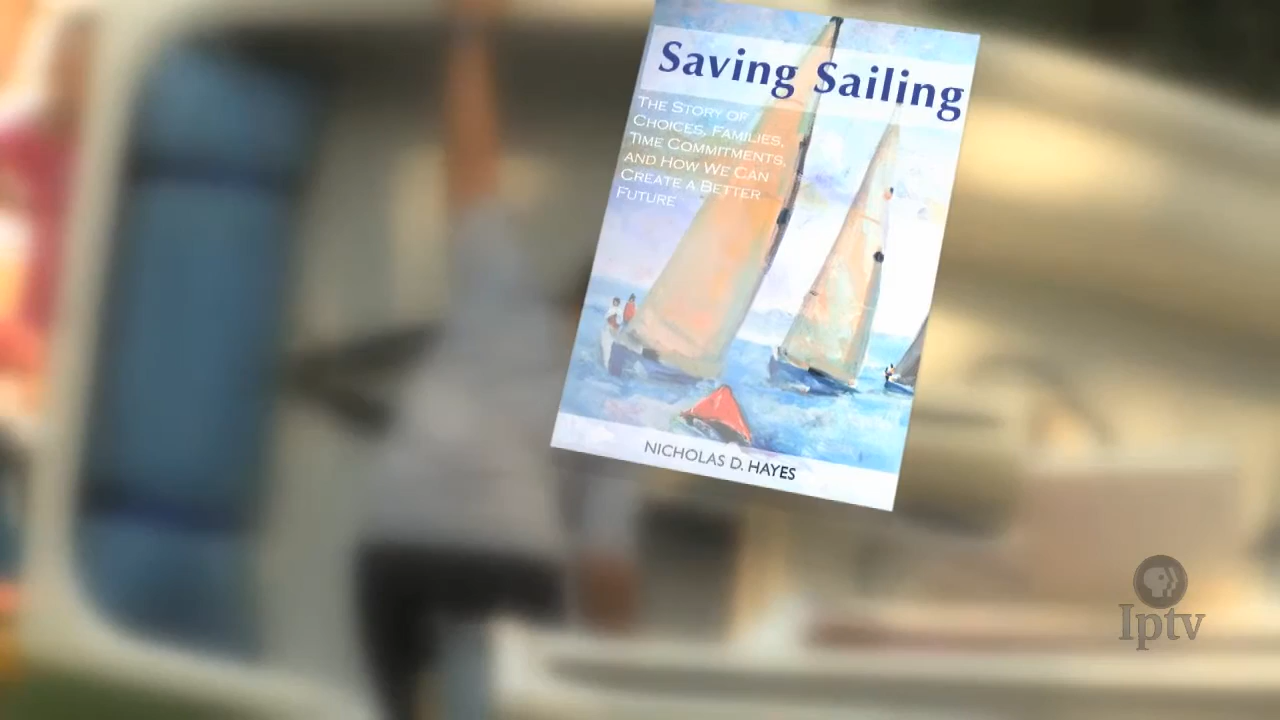 Saving Sailing
THE STORY OF
CHOICES, FAMILIES,
TIME COMMITMENTS,
AND HOW WE CAN
CREATE A BETTER
FUTURE
NICHOLAS D. HAYES
Iptv